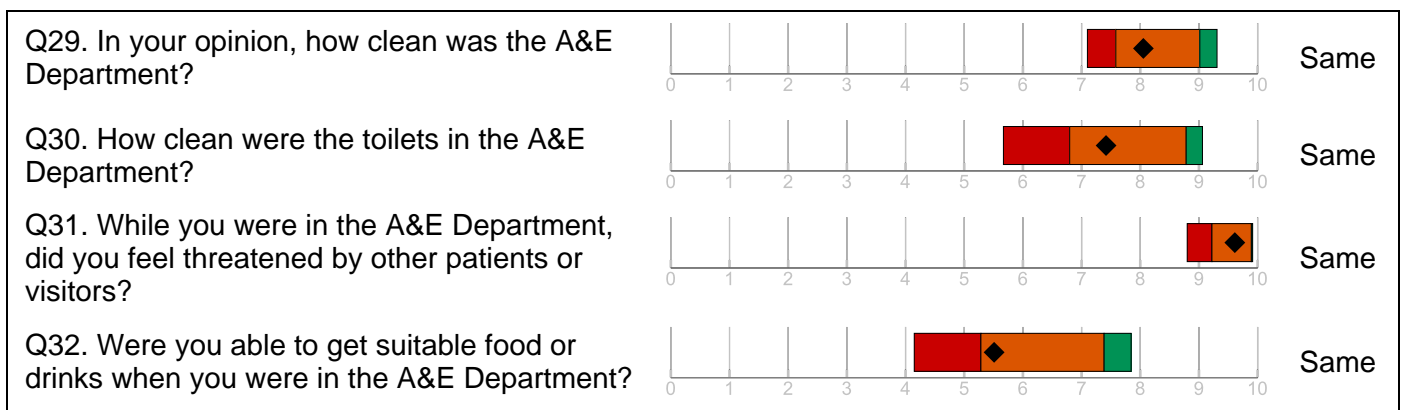 Q29. In your opinion, how clean was the A&E
Department?
0 1 2 3 4 5 6 7 8 9 10
Same
Q30. How clean were the toilets in the A&E
Department?
0 1 2 3 4 5 6 7 8 9 10
Same
Q31. While you were in the A&E Department,
did you feel threatened by other patients or
visitors?
0 1 2 3 4 5 6 7 8 9 10
Same
Q32. Were you able to get suitable food or
drinks when you were in the A&E Department?
0 1 2 3 4 5 6 7 8 9 10
Same